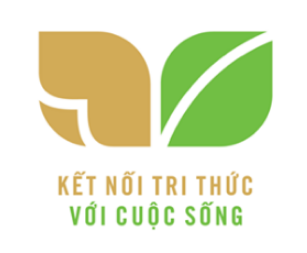 KẾT NỐI TRI THỨC
VỚI CUỘC SỐNG